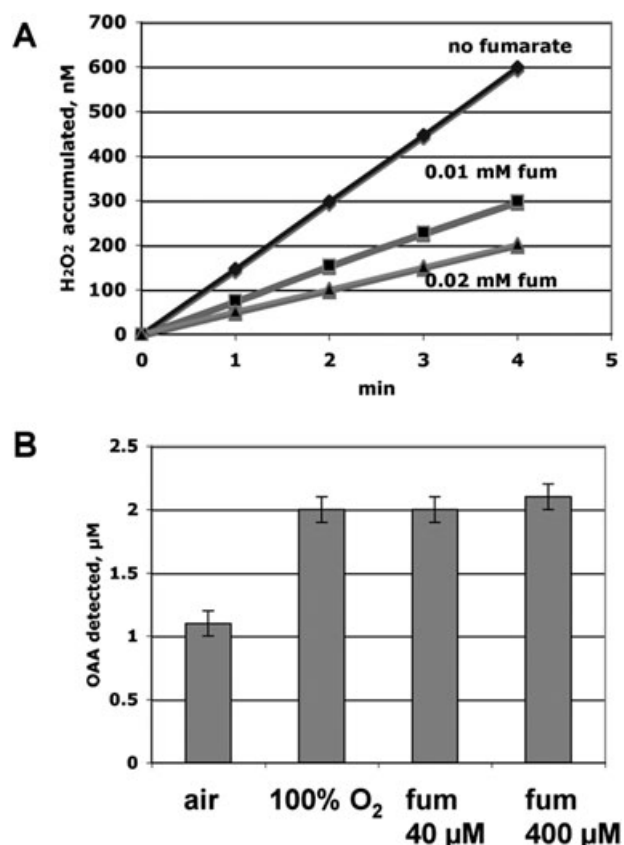 A
H2O2 accumulated, nM
700
600
500
400
300
200
100
0
no fumarate
0.01 mM fum
0.02 mM fum
0 1 2 3 4 5
min
B
OAA detected, µM
2.5
2
1.5
1
0.5
0
air 100% O2 fum fum
40 µM 400 µM